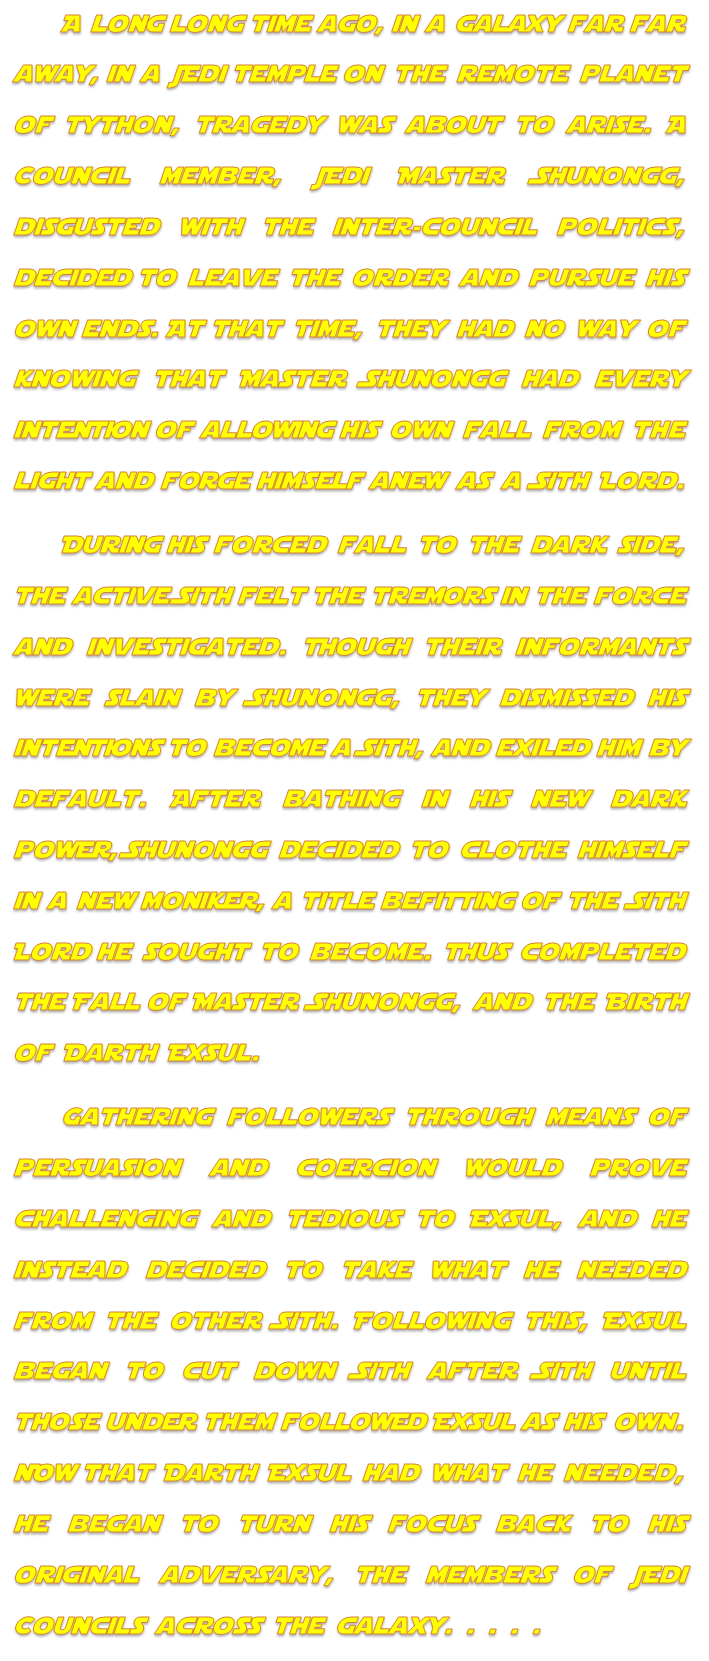 A long long time ago, in a galaxy far far
away, in a Jedi temple on the remote planet
of Tython, tragedy was about to arise. A
council member, Jedi Master Shunongg,
disgusted with the inter-council politics,
decided to leave the order and pursue his
own ends. At that time, they had no way of
knowing that Master Shunongg had every
intention of allowing his own fall from the
light and forge himself anew as a Sith Lord.
During his forced fall to the dark side,
the active Sith felt the tremors in the force
and investigated. Though their informants
were slain by Shunongg, they dismissed his
intentions to become a Sith, and exiled him by
default. After bathing in his new dark
power, Shunongg decided to clothe himself
in a new moniker, a title befitting of the Sith
Lord he sought to become. Thus completed
the Fall of Master Shunongg, and the Birth
of Darth Exsul.
Gathering followers through means of
persuasion and coercion would prove
challenging and tedious to Exsul, and he
instead decided to take what he needed
from the other Sith. Following this, Exsul
began to cut down Sith after Sith until
those under them followed Exsul as his own.
Now that Darth Exsul had what he needed,
he began to turn his focus back to his
original adversary, the members of Jedi
councils across the galaxy. . . . .